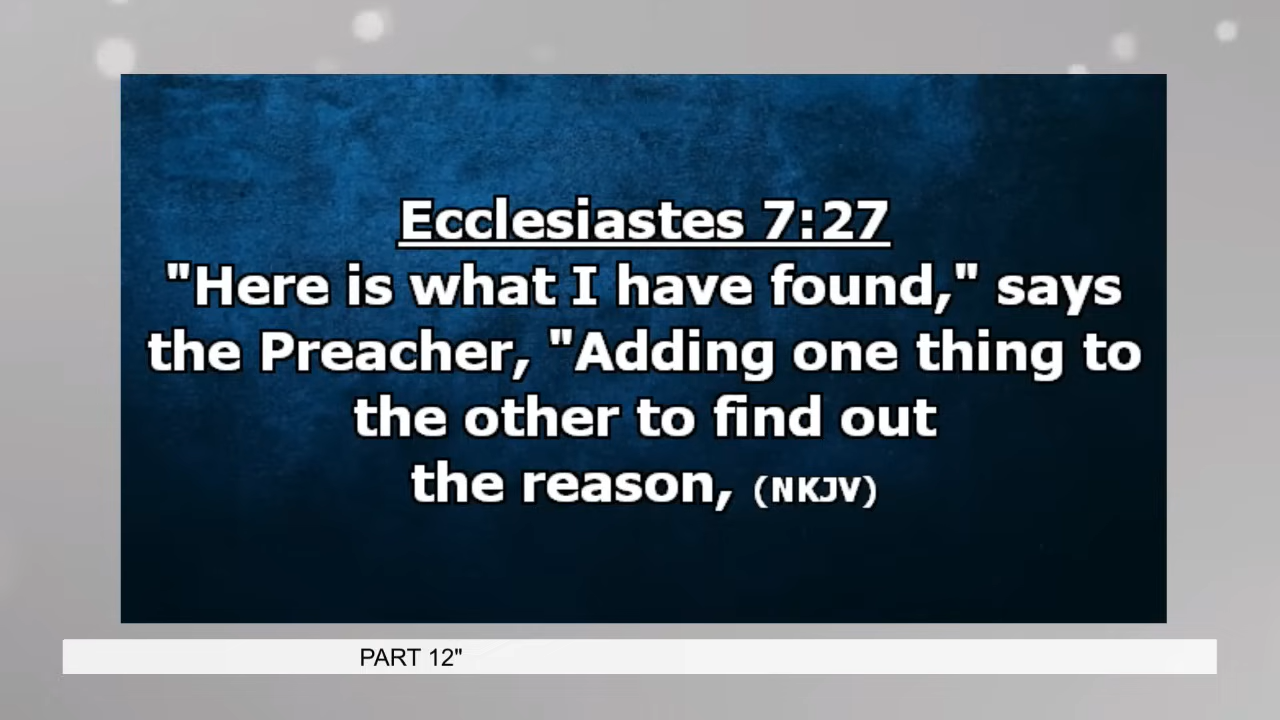 Ecclesiastes 7:27
"Here is what I have found," says
the Preacher, "Adding one thing to
the other to find out
the reason, (NKJV)
PART 12"